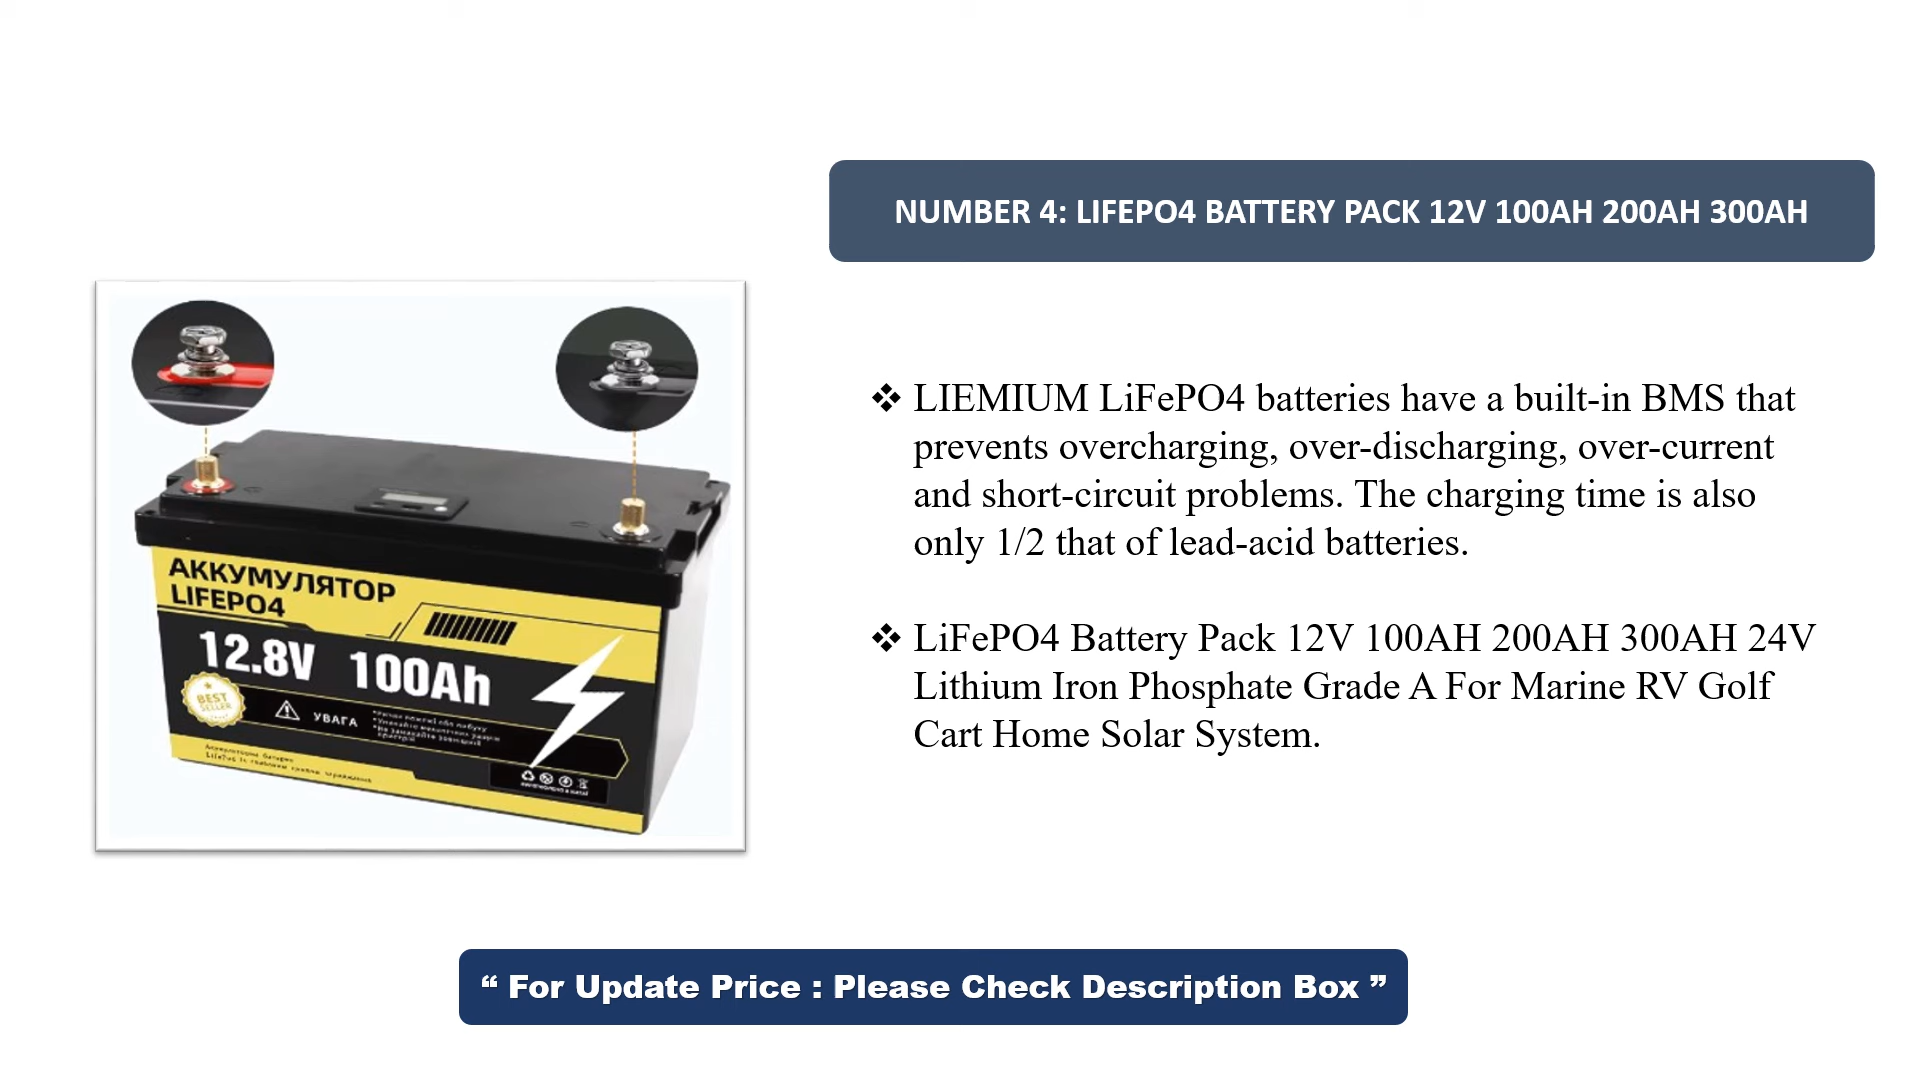 NUMBER 4: LIFEPO4 BATTERY PACK 12V 100AH 200AH 300AH
❖ LIEMIUM LiFePO4 batteries have a built-in BMS that
prevents overcharging, over-discharging, over-current
and short-circuit problems. The charging time is also
only 1/2 that of lead-acid batteries.
❖ LiFePO4 Battery Pack 12V 100AH 200AH 300AH 24V
Lithium Iron Phosphate Grade A For Marine RV Golf
Cart Home Solar System.
АККУМУЛЯТОР
LIFEPO4
12.8V 100Ah
BEST
SELLER
УВАГА
“ For Update Price : Please Check Description Box ”